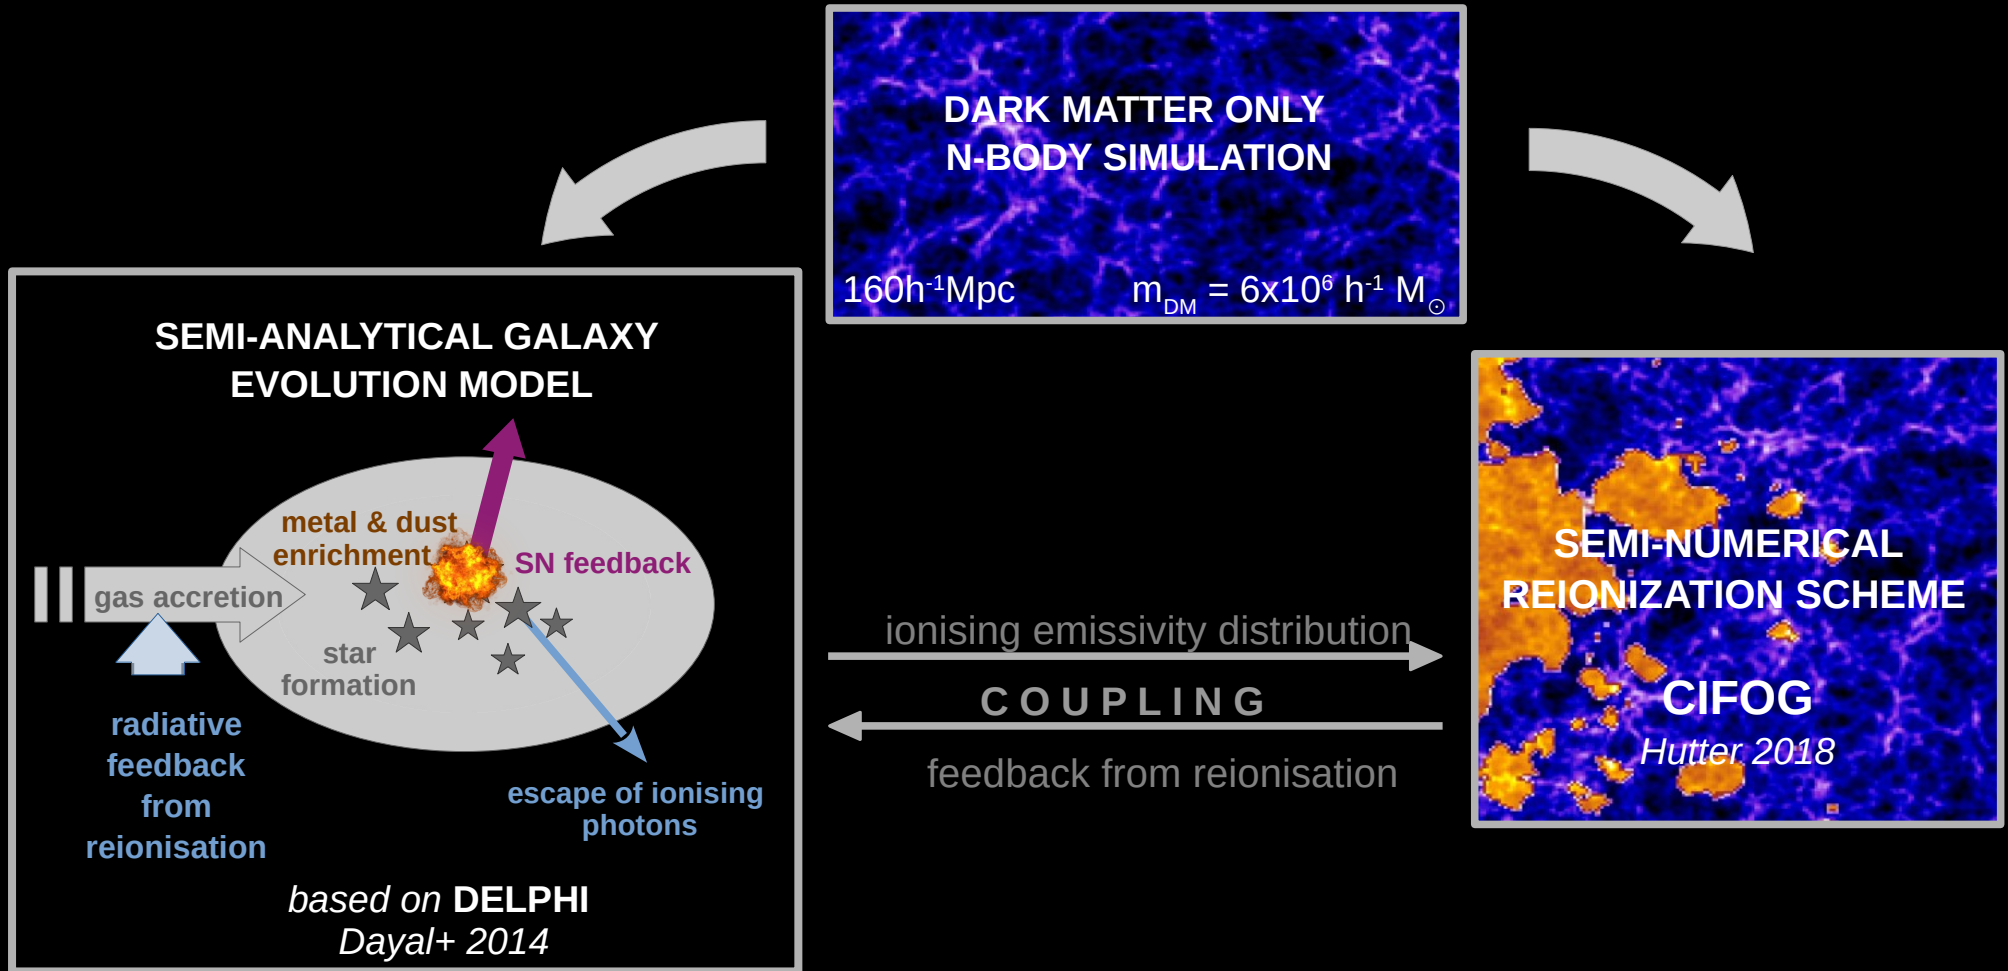 DARK MATTER ONLY
N-BODY SIMULATION
160h⁻¹Mpc
m_DM = 6x10⁶ h⁻¹ M_☉
SEMI-ANALYTICAL GALAXY
EVOLUTION MODEL
metal & dust
enrichment
SN feedback
gas accretion
star
formation
radiative
feedback
from
reionisation
escape of ionising
photons
based on DELPHI
Dayal+ 2014
ionising emissivity distribution
COUPLING
feedback from reionisation
SEMI-NUMERICAL
REIONIZATION SCHEME
CIFOG
Hutter 2018